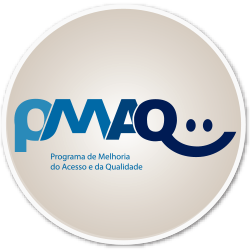 PMAQ
Programa de Melhoria
do Acesso e da Qualidade